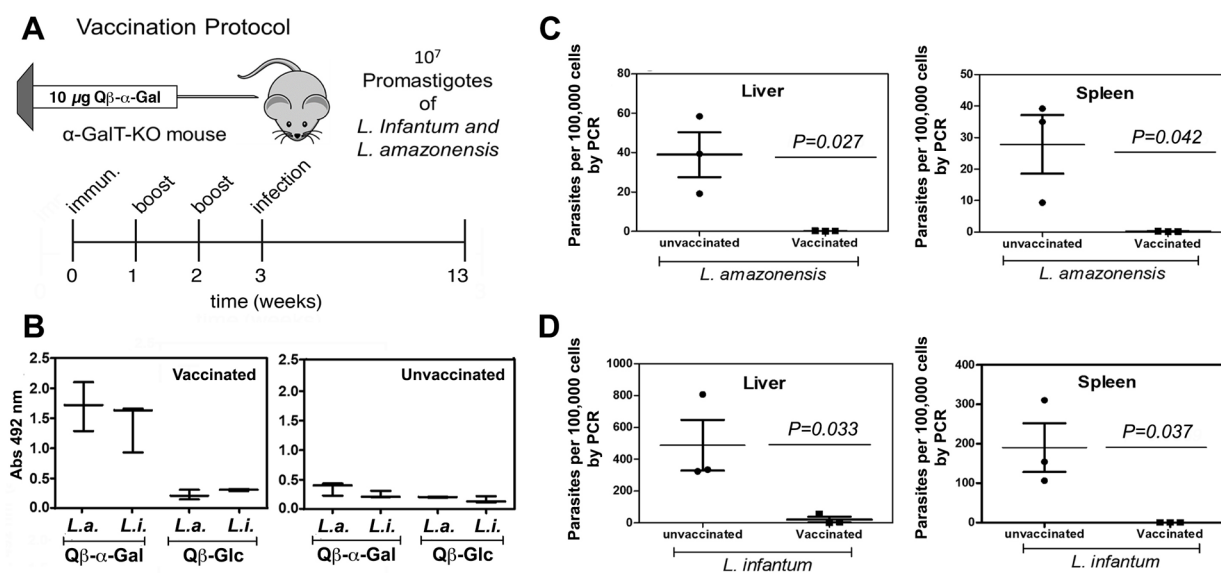 A
Vaccination Protocol
10 µg Qβ-α-Gal
α-GalT-KO mouse
10⁷
Promastigotes
of
L. Infantum and
L. amazonensis
immun.
boost
boost
infection
0 1 2 3 13
time (weeks)
B
Abs 492 nm
2.5
2.0
1.5
1.0
0.5
0.0
Vaccinated
L.a. L.i. L.a. L.i.
Qβ-α-Gal Qβ-Glc
2.5
2.0
1.5
1.0
0.5
0.0
Unvaccinated
L.a. L.i. L.a. L.i.
Qβ-α-Gal Qβ-Glc
C
Parasites per 100,000 cells
by PCR
80
60
40
20
0
Liver
P=0.027
unvaccinated Vaccinated
L. amazonensis
Parasites per 100,000 cells
by PCR
50
40
30
20
10
0
Spleen
P=0.042
unvaccinated Vaccinated
L. amazonensis
D
Parasites per 100,000 cells
by PCR
1000
800
600
400
200
0
Liver
P=0.033
unvaccinated Vaccinated
L. infantum
Parasites per 100,000 cells
by PCR
400
300
200
100
0
Spleen
P=0.037
unvaccinated Vaccinated
L. infantum